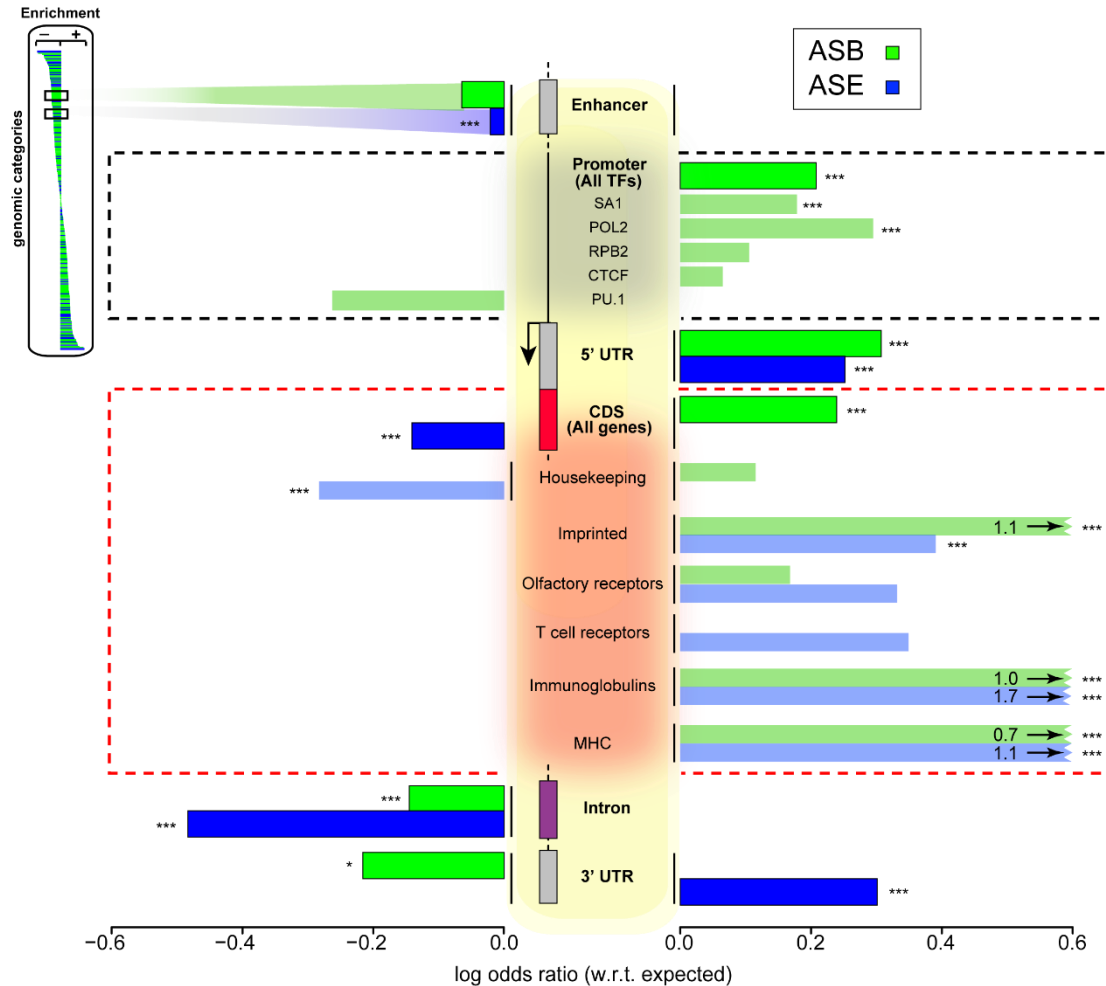 Enrichment
− +
genomic categories
ASB
ASE
Enhancer
***
Promoter
(All TFs)
***
SA1
***
POL2
***
RPB2
CTCF
PU.1
5’ UTR
***
***
CDS
(All genes)
***
***
Housekeeping
***
Imprinted
1.1
***
***
Olfactory receptors
T cell receptors
Immunoglobulins
1.0
***
1.7
***
MHC
0.7
***
1.1
***
Intron
***
***
3’ UTR
*
***
−0.6 −0.4 −0.2 0.0 0.0 0.2 0.4 0.6
log odds ratio (w.r.t. expected)